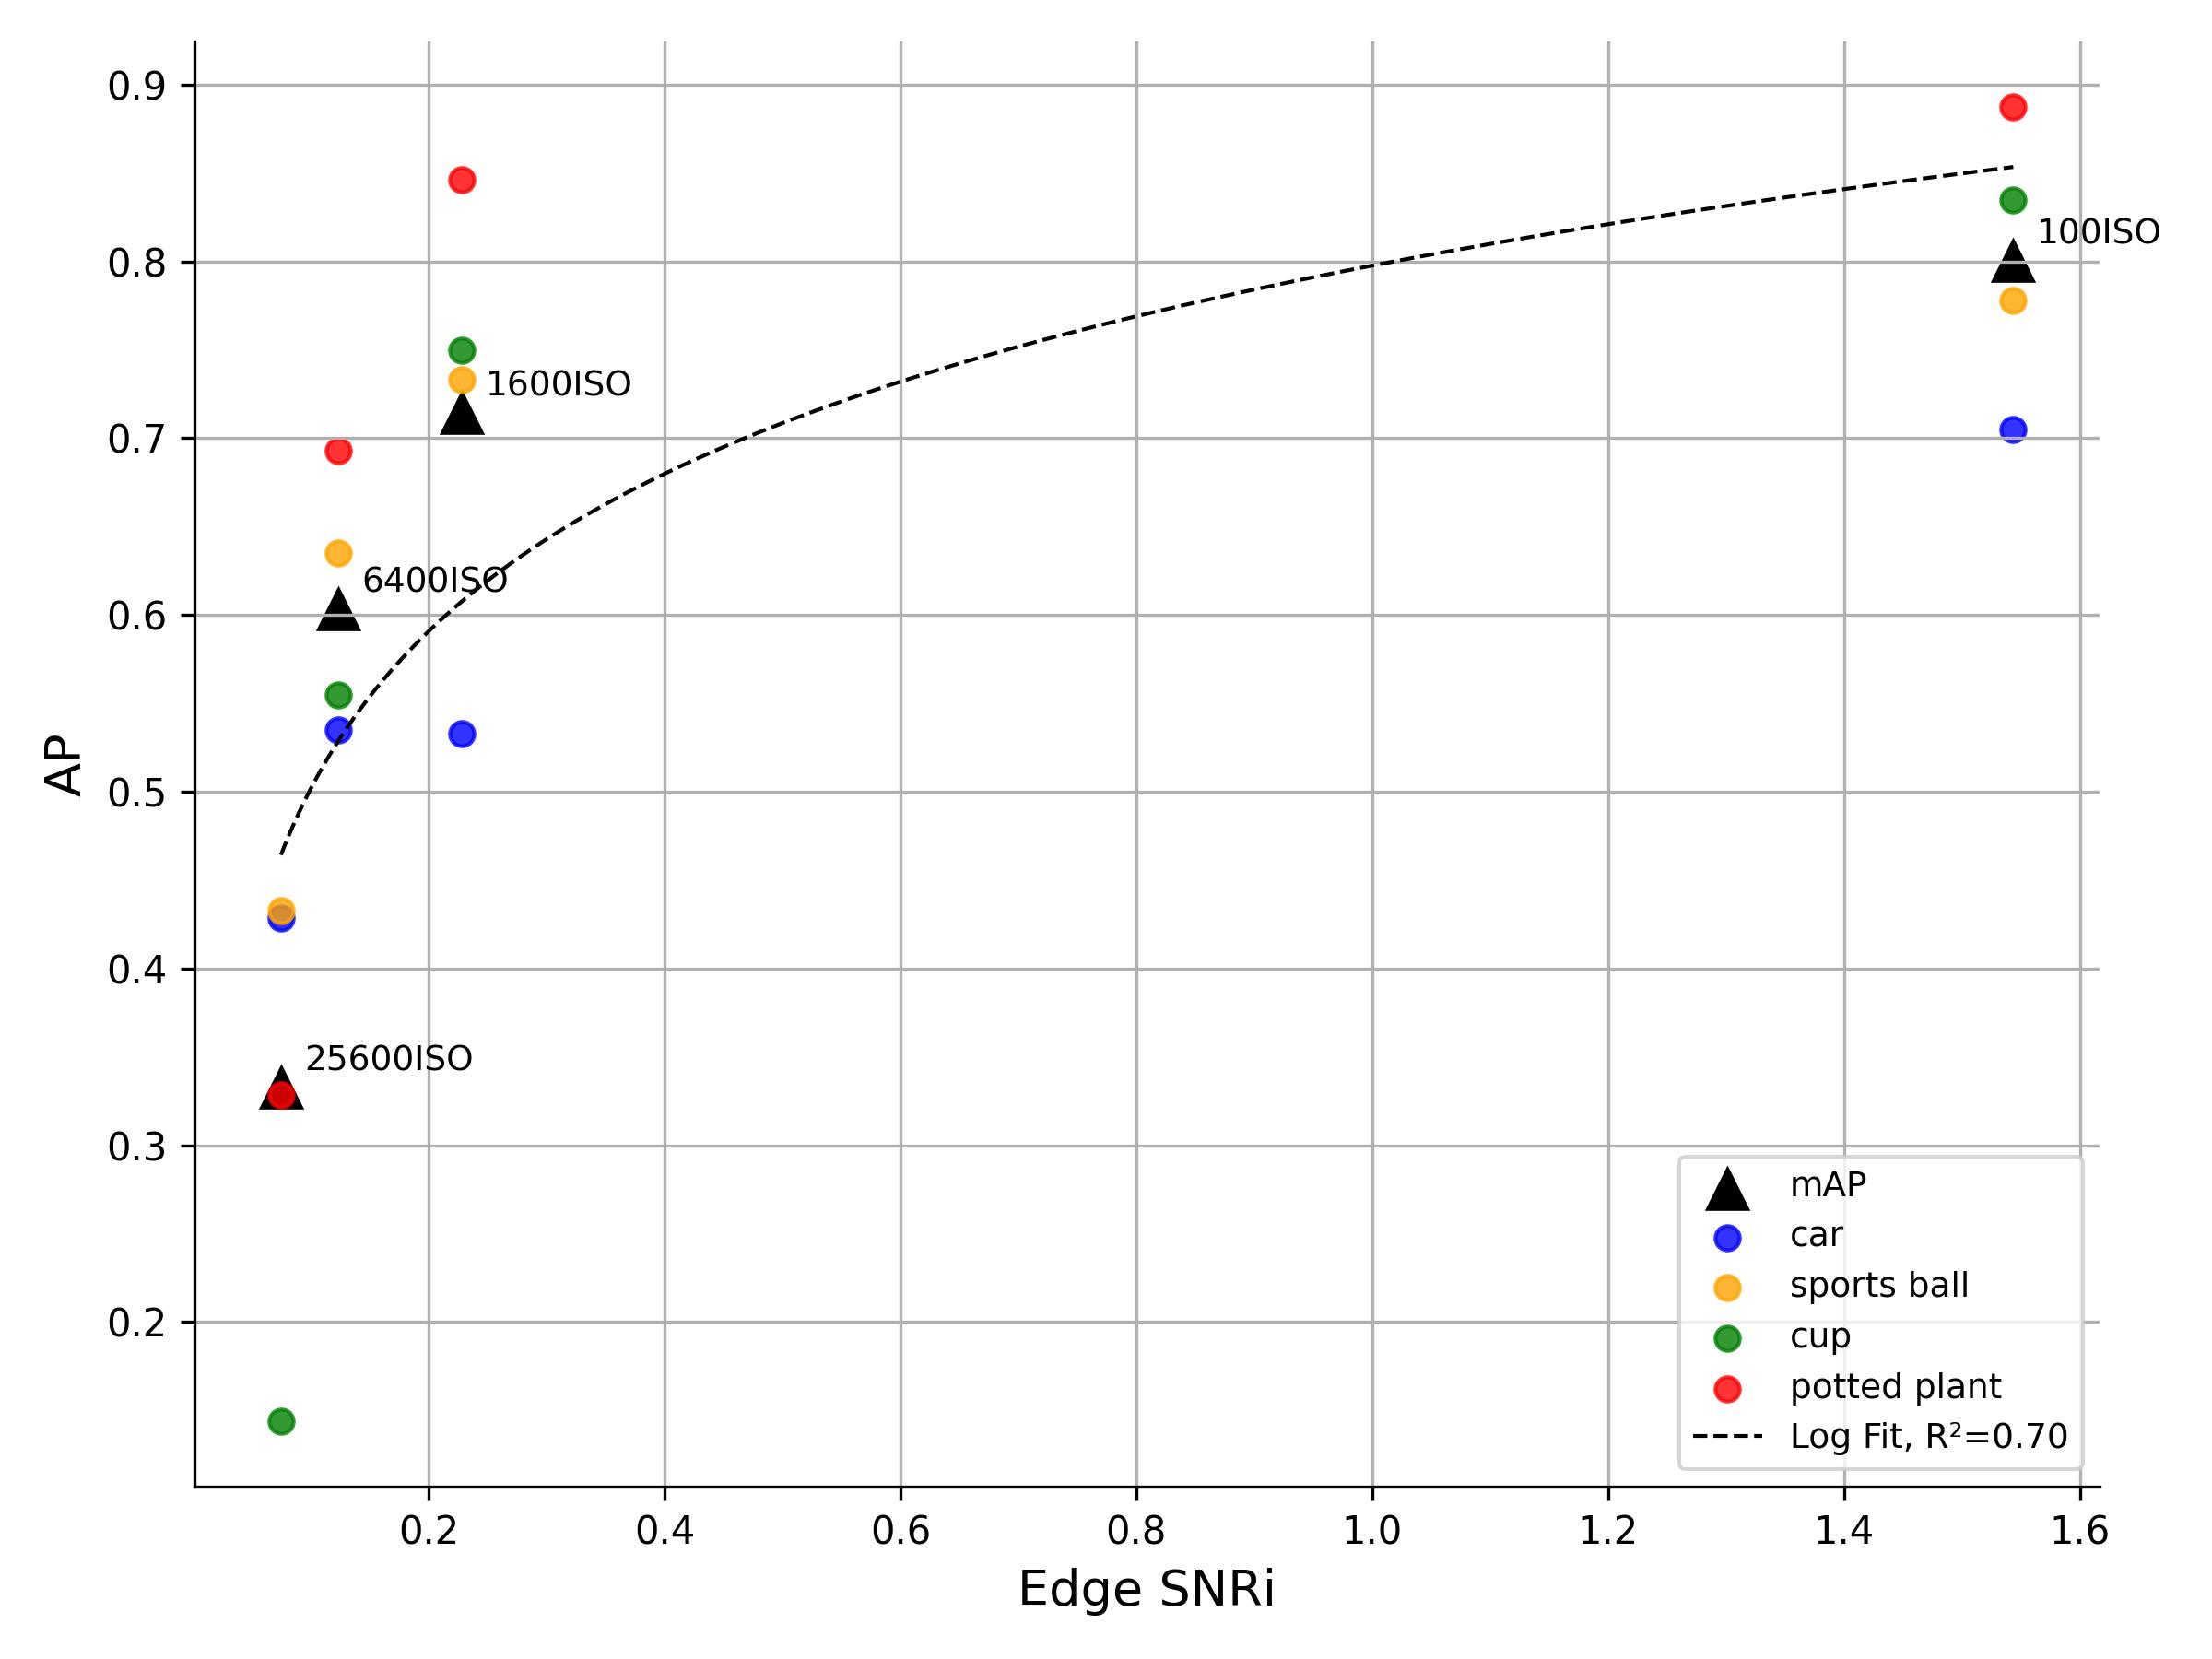 0.9
0.8
0.7
0.6
0.5
0.4
0.3
0.2
AP
100ISO
1600ISO
6400ISO
25600ISO
mAP
car
sports ball
cup
potted plant
Log Fit, R²=0.70
0.2 0.4 0.6 0.8 1.0 1.2 1.4 1.6
Edge SNRi